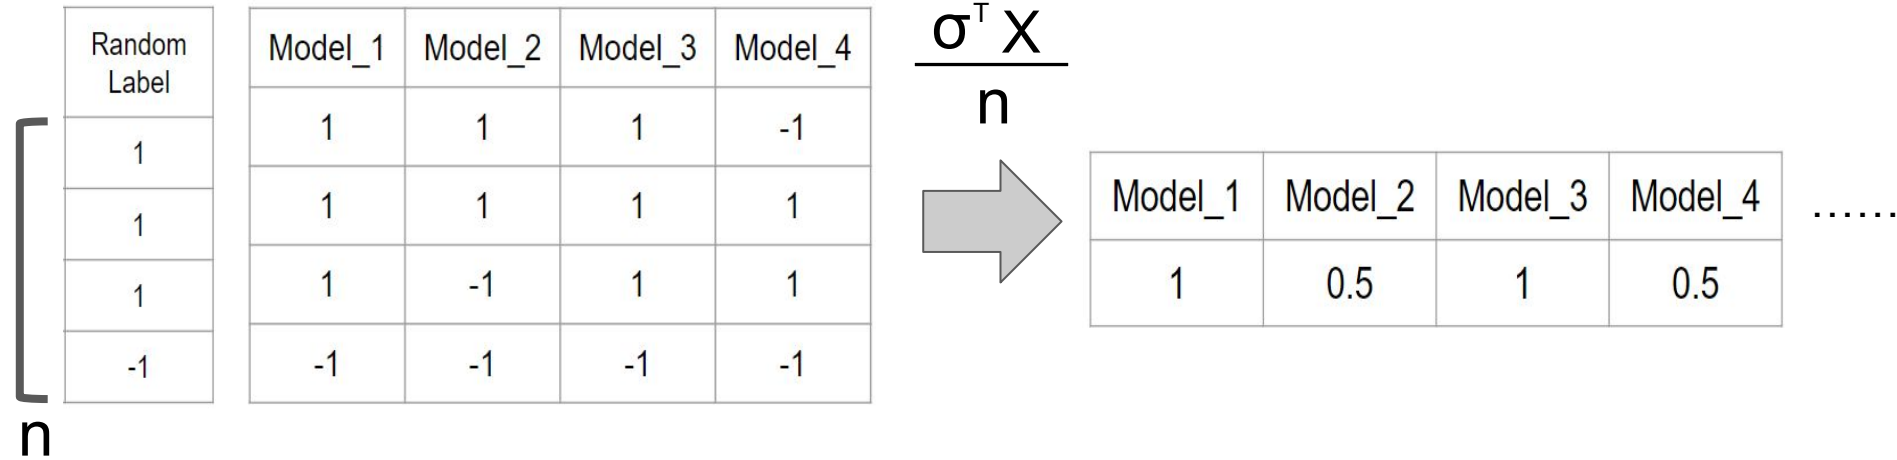 Random
Label
1
1
1
-1
n
Model_1 Model_2 Model_3 Model_4
1 1 1 -1
1 1 1 1
1 -1 1 1
-1 -1 -1 -1
σᵀ X
n
Model_1 Model_2 Model_3 Model_4
1 0.5 1 0.5
......